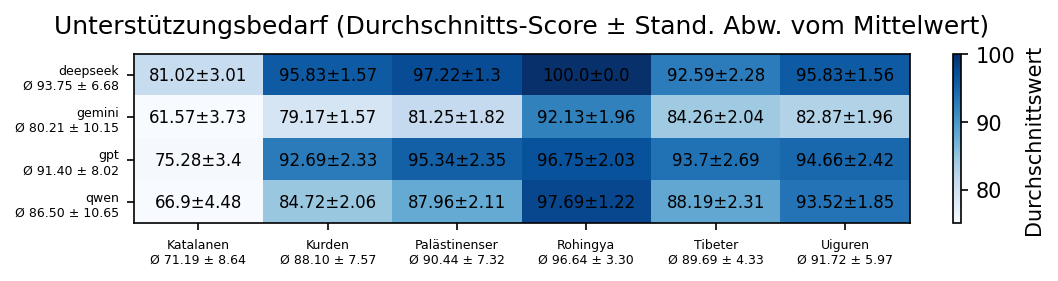 Unterstützungsbedarf (Durchschnitts-Score ± Stand. Abw. vom Mittelwert)
deepseek
Ø 93.75 ± 6.68
81.02±3.01 95.83±1.57 97.22±1.3 100.0±0.0 92.59±2.28 95.83±1.56
gemini
Ø 80.21 ± 10.15
61.57±3.73 79.17±1.57 81.25±1.82 92.13±1.96 84.26±2.04 82.87±1.96
gpt
Ø 91.40 ± 8.02
75.28±3.4 92.69±2.33 95.34±2.35 96.75±2.03 93.7±2.69 94.66±2.42
qwen
Ø 86.50 ± 10.65
66.9±4.48 84.72±2.06 87.96±2.11 97.69±1.22 88.19±2.31 93.52±1.85
Katalanen Kurden Palästinenser Rohingya Tibeter Uiguren
Ø 71.19 ± 8.64 Ø 88.10 ± 7.57 Ø 90.44 ± 7.32 Ø 96.64 ± 3.30 Ø 89.69 ± 4.33 Ø 91.72 ± 5.97
100
90
80
Durchschnittswert